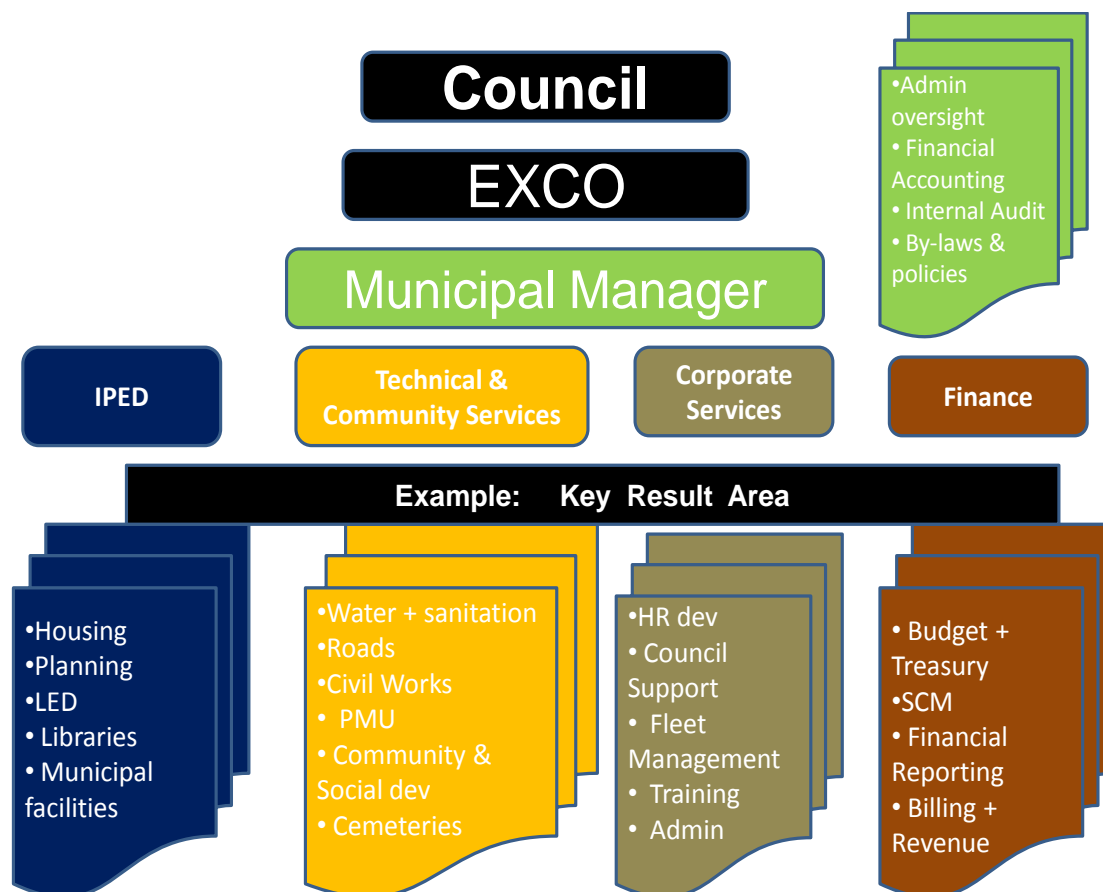 Council
EXCO
Municipal Manager
•Admin
oversight
• Financial
Accounting
• Internal Audit
• By-laws &
policies
IPED
Technical &
Community Services
Corporate
Services
Finance
Example: Key Result Area
•Housing
•Planning
•LED
• Libraries
• Municipal
facilities
•Water + sanitation
•Roads
•Civil Works
• PMU
• Community &
Social dev
• Cemeteries
•HR dev
• Council
Support
• Fleet
Management
• Training
• Admin
• Budget +
Treasury
•SCM
• Financial
Reporting
• Billing +
Revenue